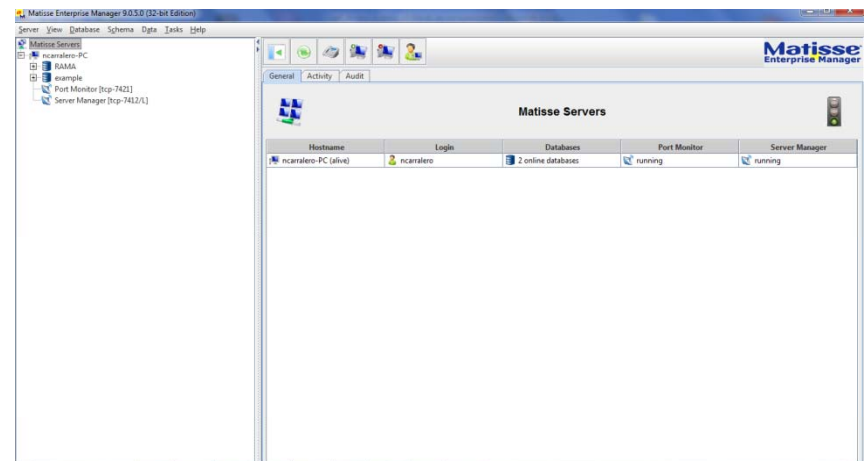 Matisse Enterprise Manager 9.0.5.0 (32-bit Edition)
Server View Database Schema Data Tasks Help
Matisse Servers
ncarralero-PC
RAMA
example
Port Monitor [tcp-7421]
Server Manager [tcp-7412/L]
Matisse
Enterprise Manager
General Activity Audit
Matisse Servers
Hostname Login Databases Port Monitor Server Manager
ncarralero-PC (alive) ncarralero 2 online databases running running